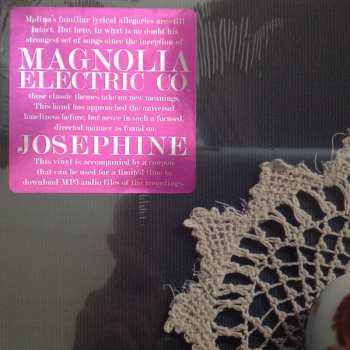 Molina's familiar lyrical allegories are still
intact. But here, in what is no doubt his
strongest set of songs since the inception of
MAGNOLIA
ELECTRIC CO.
those classic themes take on new meanings.
This band has approached the universal
loneliness before, but never in such a focused,
directed manner as found on
JOSEPHINE
This vinyl is accompanied by a coupon
that can be used for a limited time to
download MP3 audio files of the recordings.